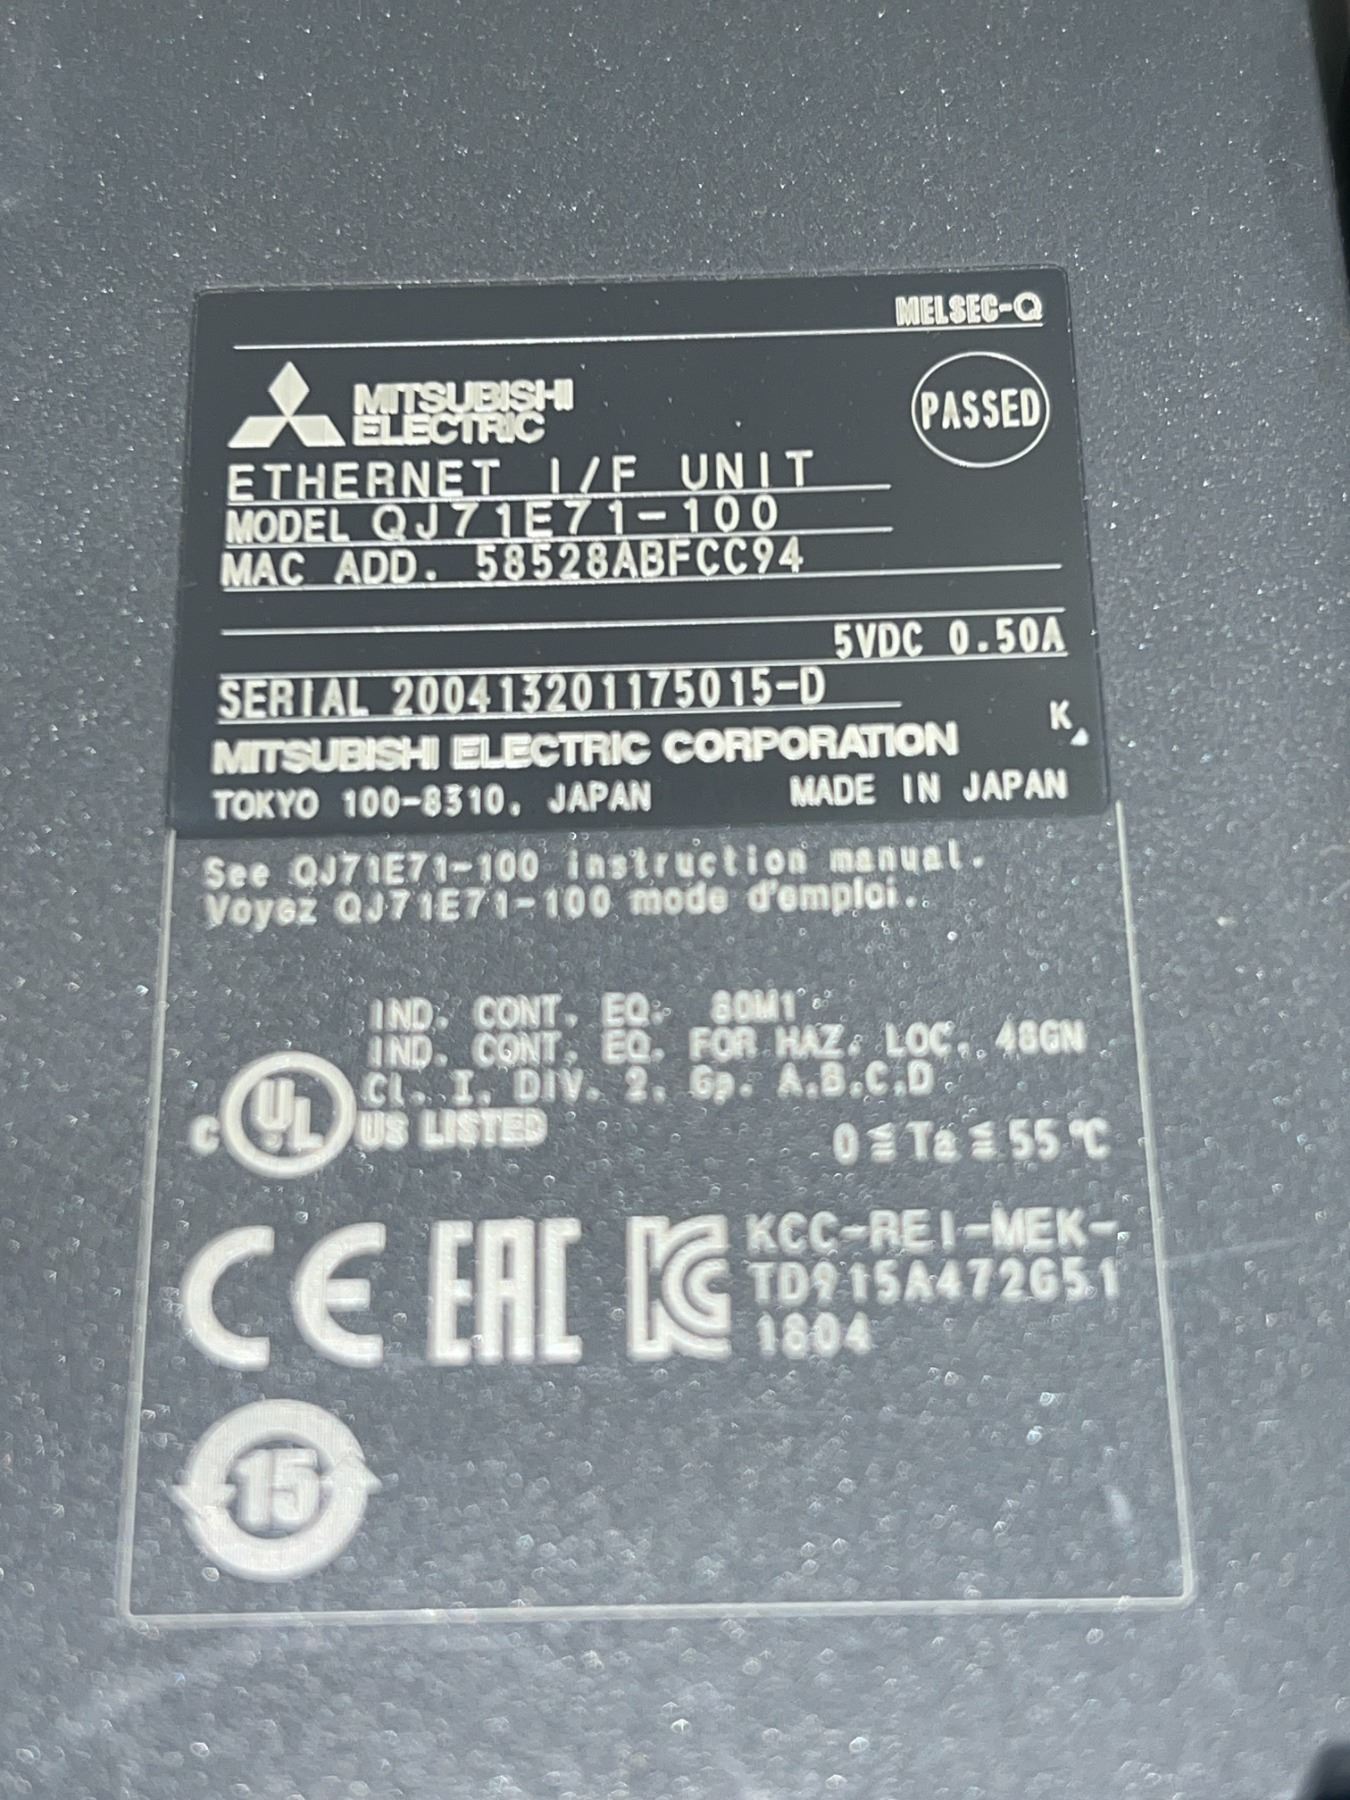 MELSEC-Q
MITSUBISHI
ELECTRIC
PASSED
ETHERNET I/F UNIT
MODEL QJ71E71-100
MAC ADD. 58528ABFCC94
5VDC 0.50A
SERIAL 200413201175015-D
K
MITSUBISHI ELECTRIC CORPORATION
TOKYO 100-8310, JAPAN MADE IN JAPAN
See QJ71E71-100 instruction manual.
Voyez QJ71E71-100 mode d'emploi.
IND. CONT. EQ. 80M1
IND. CONT. EQ. FOR HAZ. LOC. 48GN
Cl. I, DIV. 2, Gp. A,B,C,D
C UL US LISTED
0≦Ta≦55℃
CE EAC KC KCC-REI-MEK-
TD915A472G51
1804
15